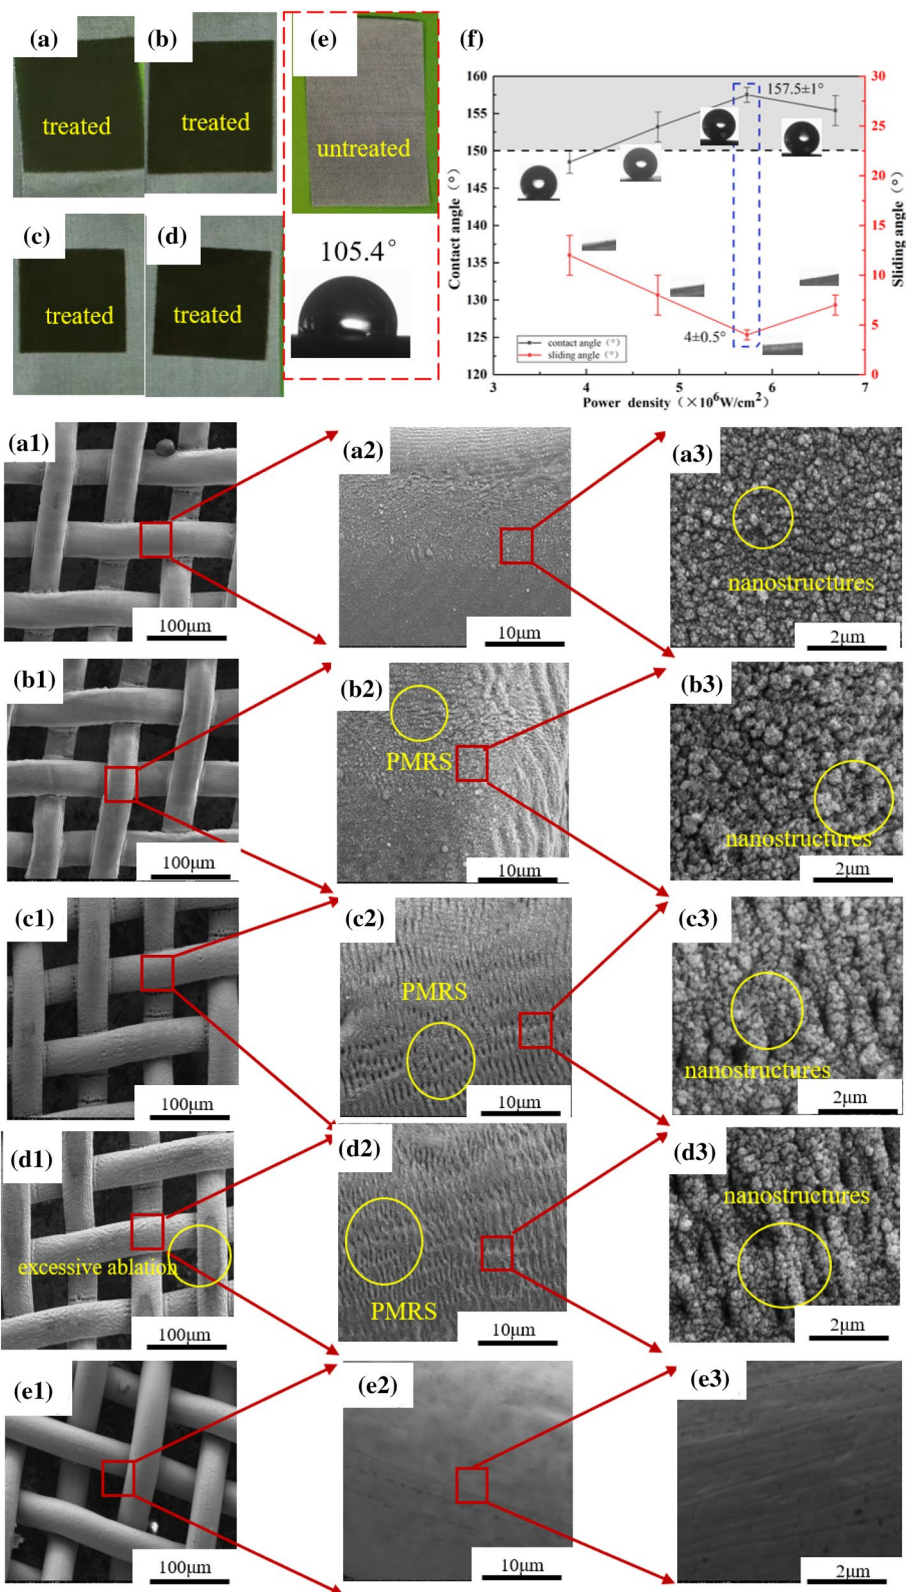 (a)
(b)
(e)
(f)
treated
treated
untreated
(c)
(d)
treated
treated
105.4°
160
155
150
145
140
135
130
125
120
Contact angle (°)
30
25
20
15
10
5
0
Sliding angle (°)
157.5±1°
4±0.5°
contact angle (°)
sliding angle (°)
3
4
5
6
7
Power density (×10⁶W/cm²)
(a1)
100μm
(a2)
10μm
(a3)
nanostructures
2μm
(b1)
100μm
(b2)
PMRS
10μm
(b3)
nanostructures
2μm
(c1)
100μm
(c2)
PMRS
10μm
(c3)
nanostructures
2μm
(d1)
excessive ablation
100μm
(d2)
PMRS
10μm
(d3)
nanostructures
2μm
(e1)
100μm
(e2)
10μm
(e3)
2μm